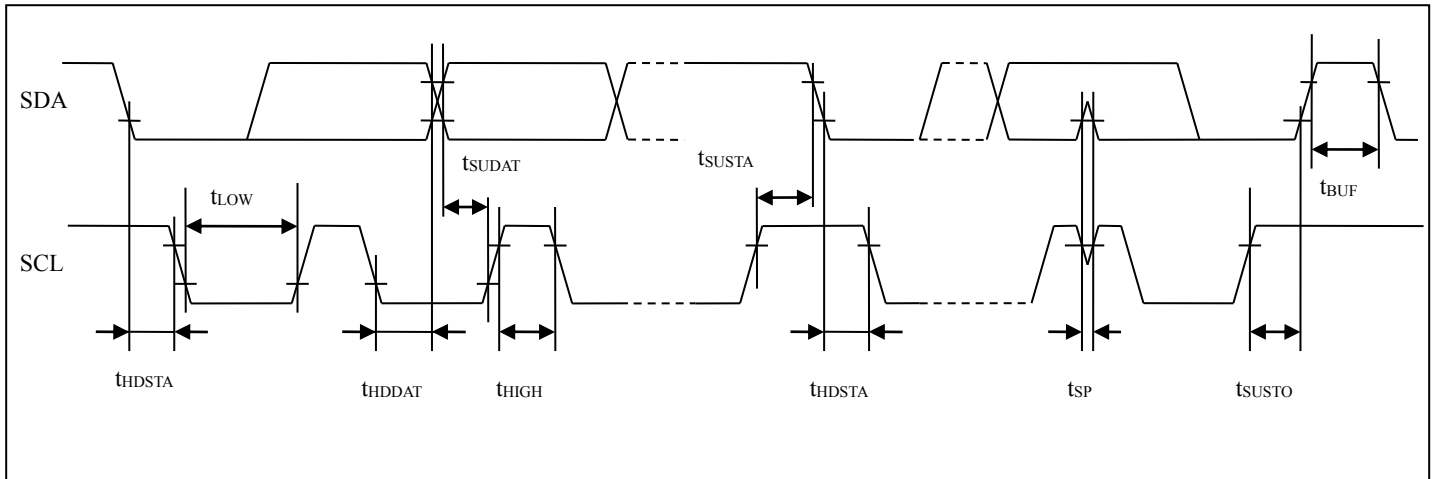 SDA
tSUDAT
tSUSTA
tLOW
tBUF
SCL
tHDSTA
tHDDAT
tHIGH
tHDSTA
tSP
tSUSTO